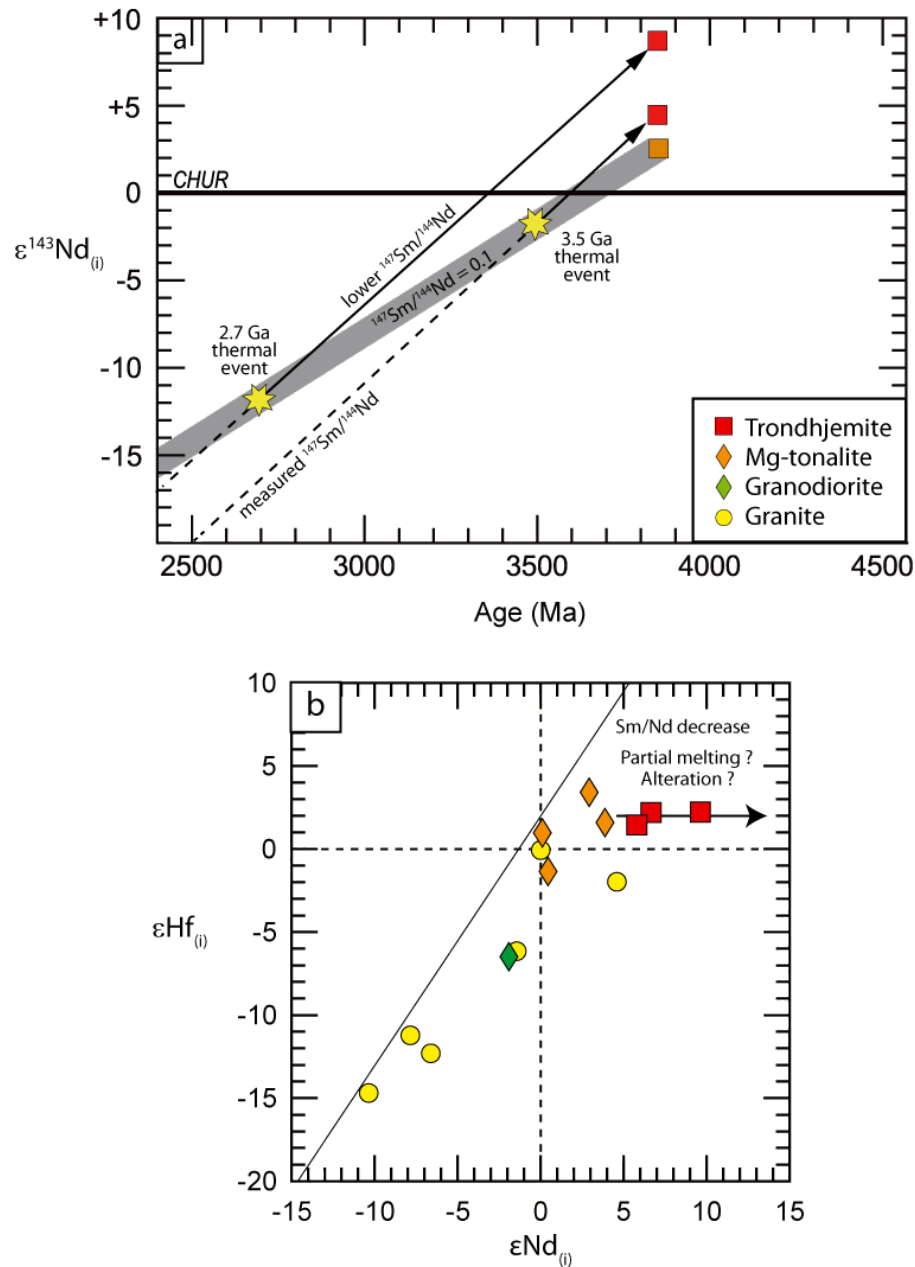 a
+10
+5
0
-5
-10
-15
ε¹⁴³Nd(i)
CHUR
lower ¹⁴⁷Sm/¹⁴⁴Nd
¹⁴⁷Sm/¹⁴⁴Nd = 0.1
measured ¹⁴⁷Sm/¹⁴⁴Nd
3.5 Ga
thermal
event
2.7 Ga
thermal
event
Trondhjemite
Mg-tonalite
Granodiorite
Granite
2500 3000 3500 4000 4500
Age (Ma)
b
10
5
0
-5
-10
-15
-20
εHf(i)
Sm/Nd decrease
Partial melting ?
Alteration ?
-15 -10 -5 0 5 10 15
εNd(i)